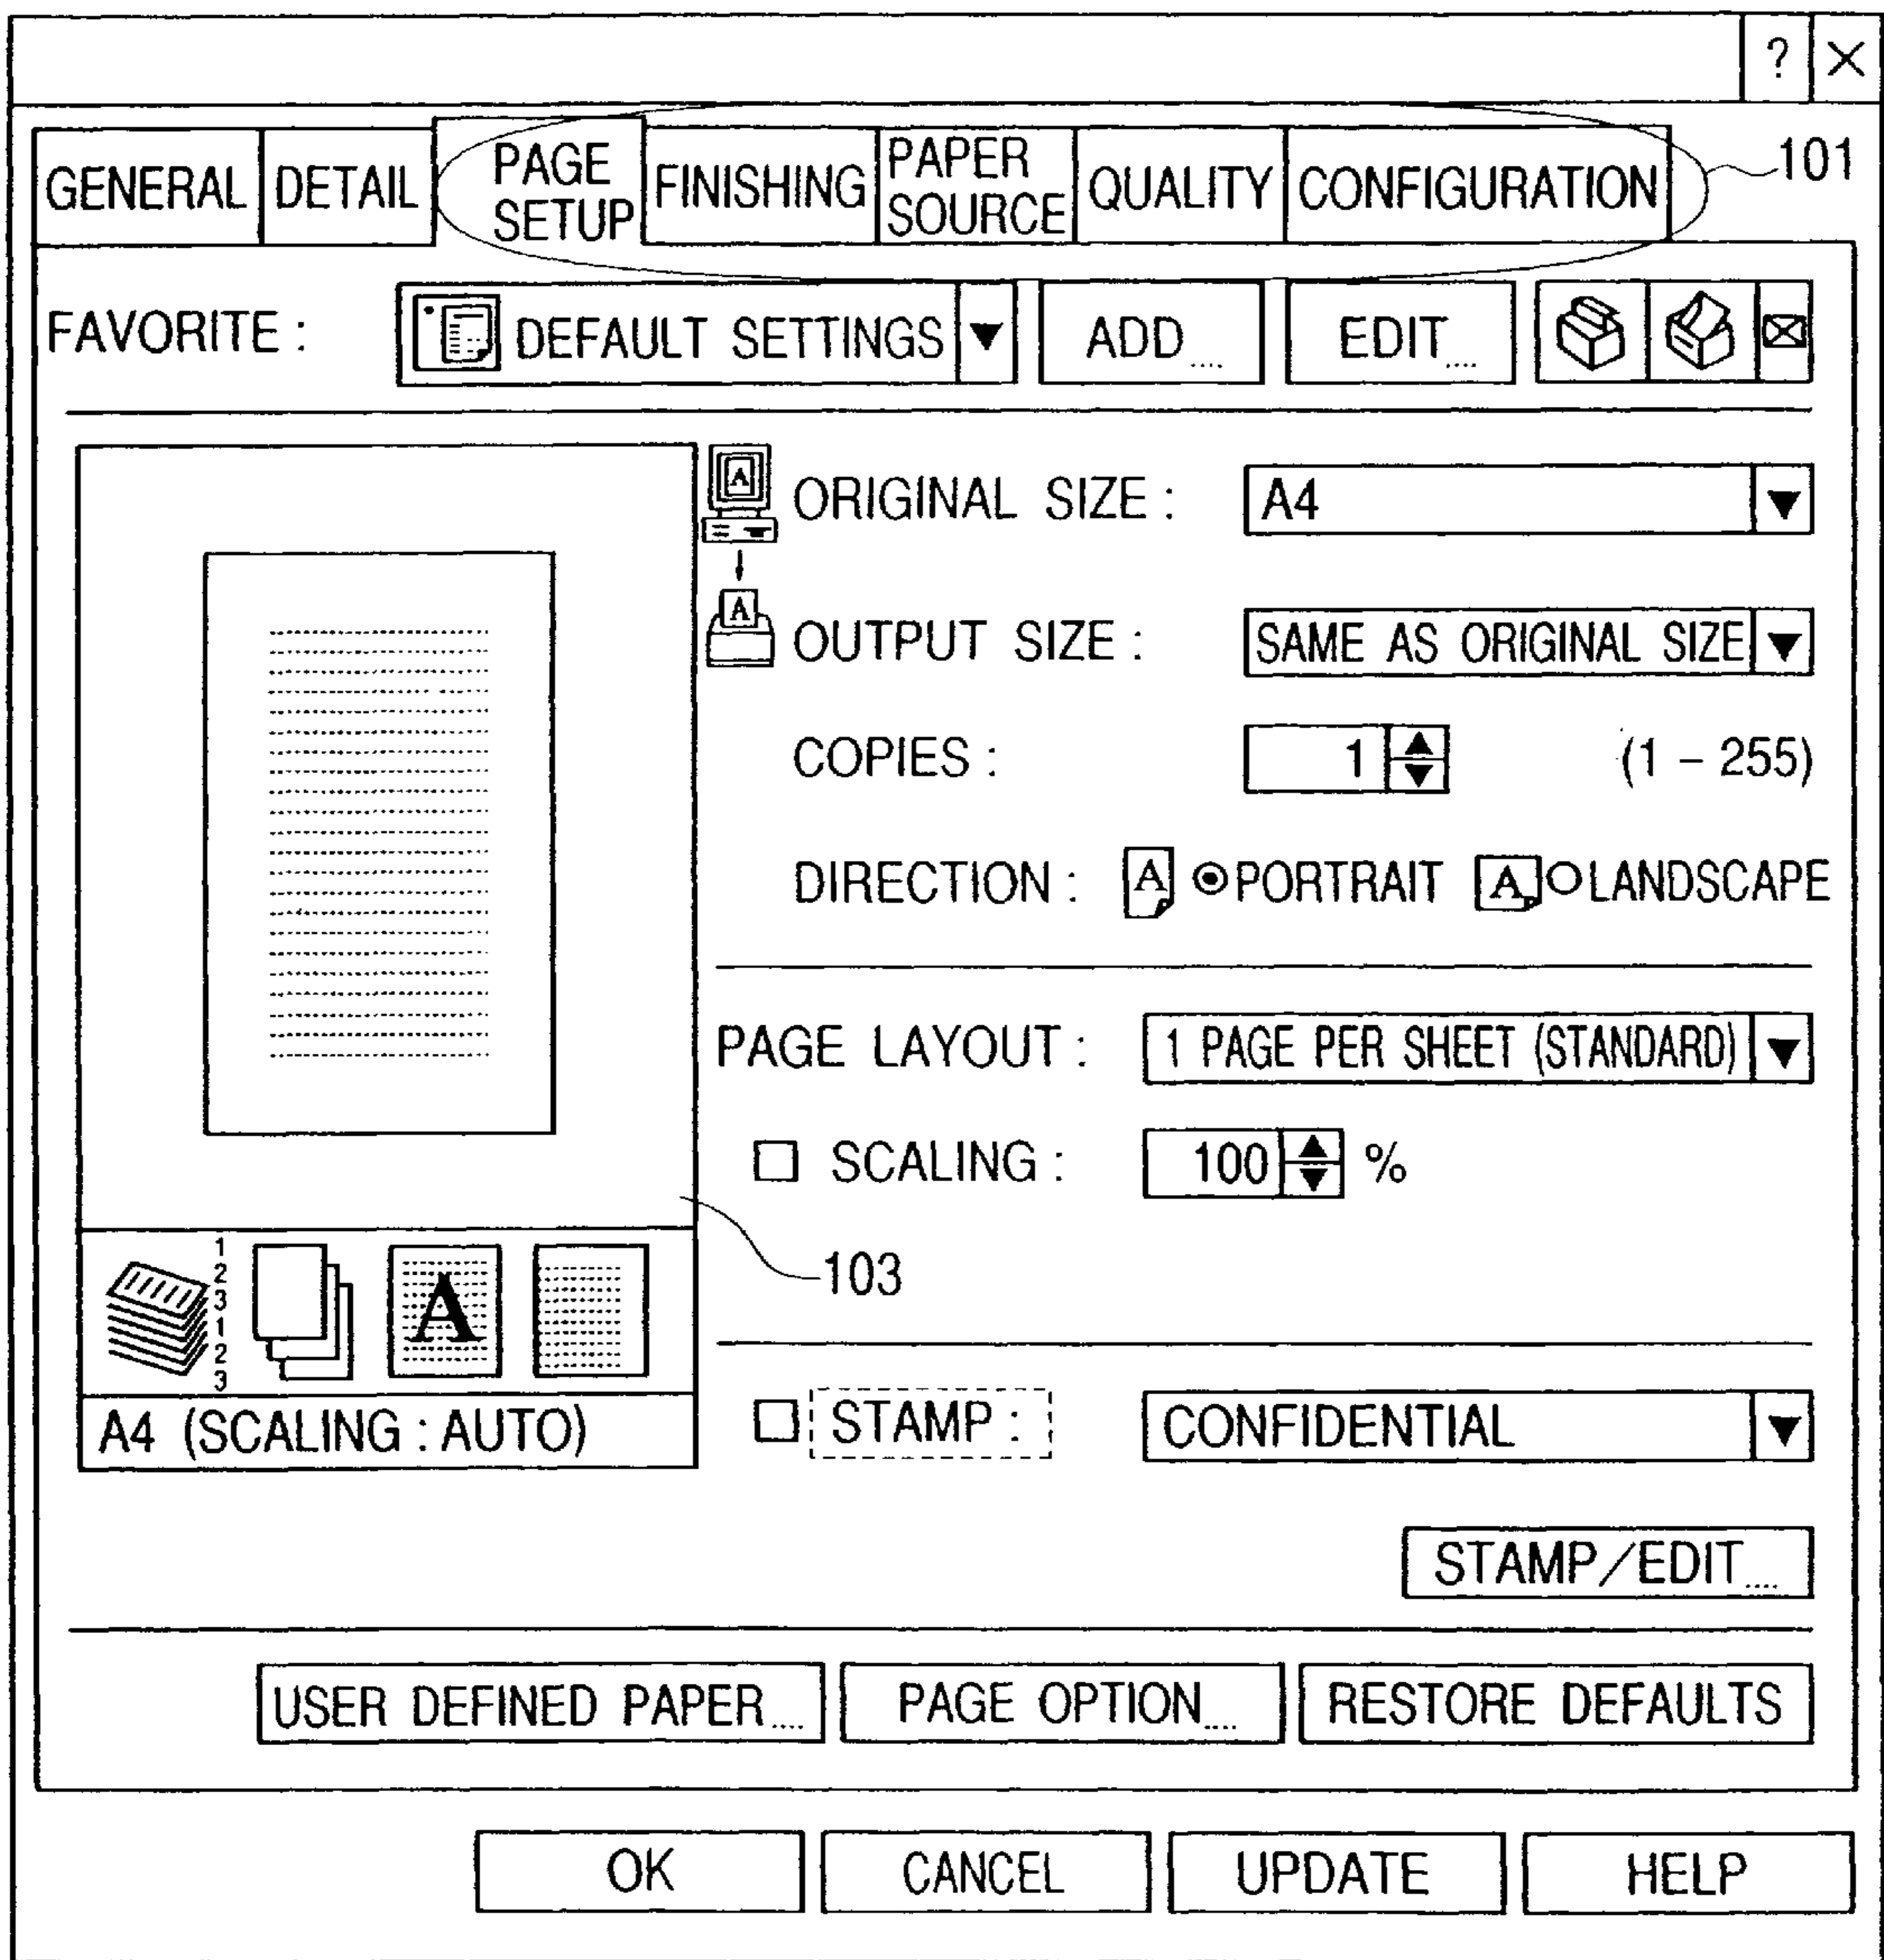 ? ×
GENERAL DETAIL PAGE SETUP FINISHING PAPER SOURCE QUALITY CONFIGURATION 101
FAVORITE : DEFAULT SETTINGS ▼ ADD.... EDIT....
A
ORIGINAL SIZE : A4 ▼
A
OUTPUT SIZE : SAME AS ORIGINAL SIZE ▼
COPIES : 1 (1 – 255)
DIRECTION : A PORTRAIT A LANDSCAPE
PAGE LAYOUT : 1 PAGE PER SHEET (STANDARD) ▼
SCALING : 100 %
103
1
2
3
1
2
3
A
A4 (SCALING : AUTO)
STAMP : CONFIDENTIAL ▼
STAMP/EDIT....
USER DEFINED PAPER.... PAGE OPTION.... RESTORE DEFAULTS
OK CANCEL UPDATE HELP